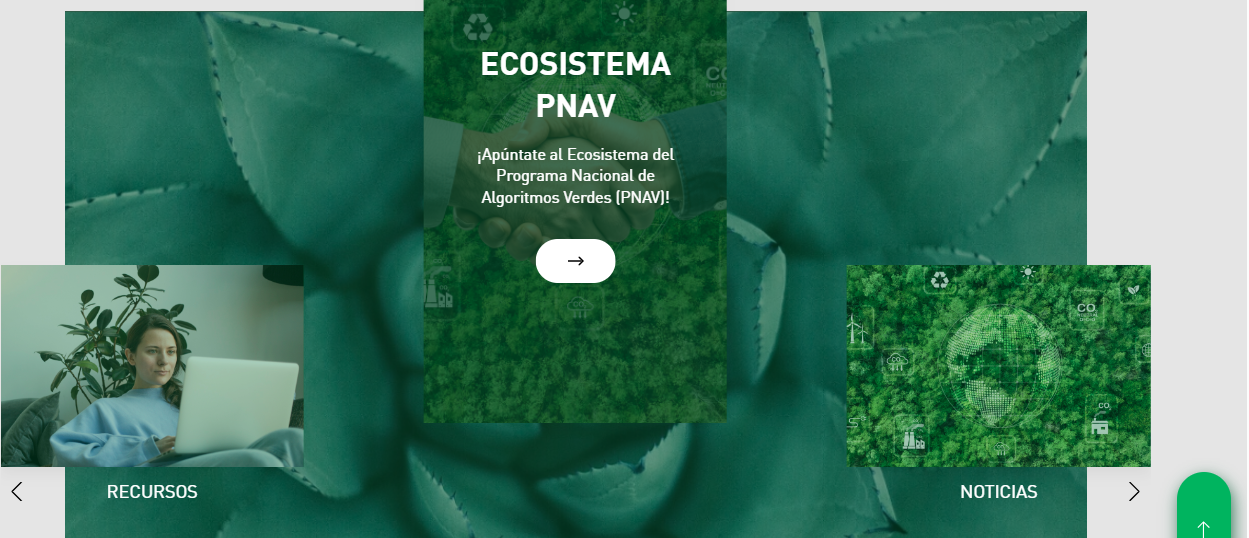 ECOSISTEMA
PNAV
¡Apúntate al Ecosistema del
Programa Nacional de
Algoritmos Verdes (PNAV)!
RECURSOS
NOTICIAS